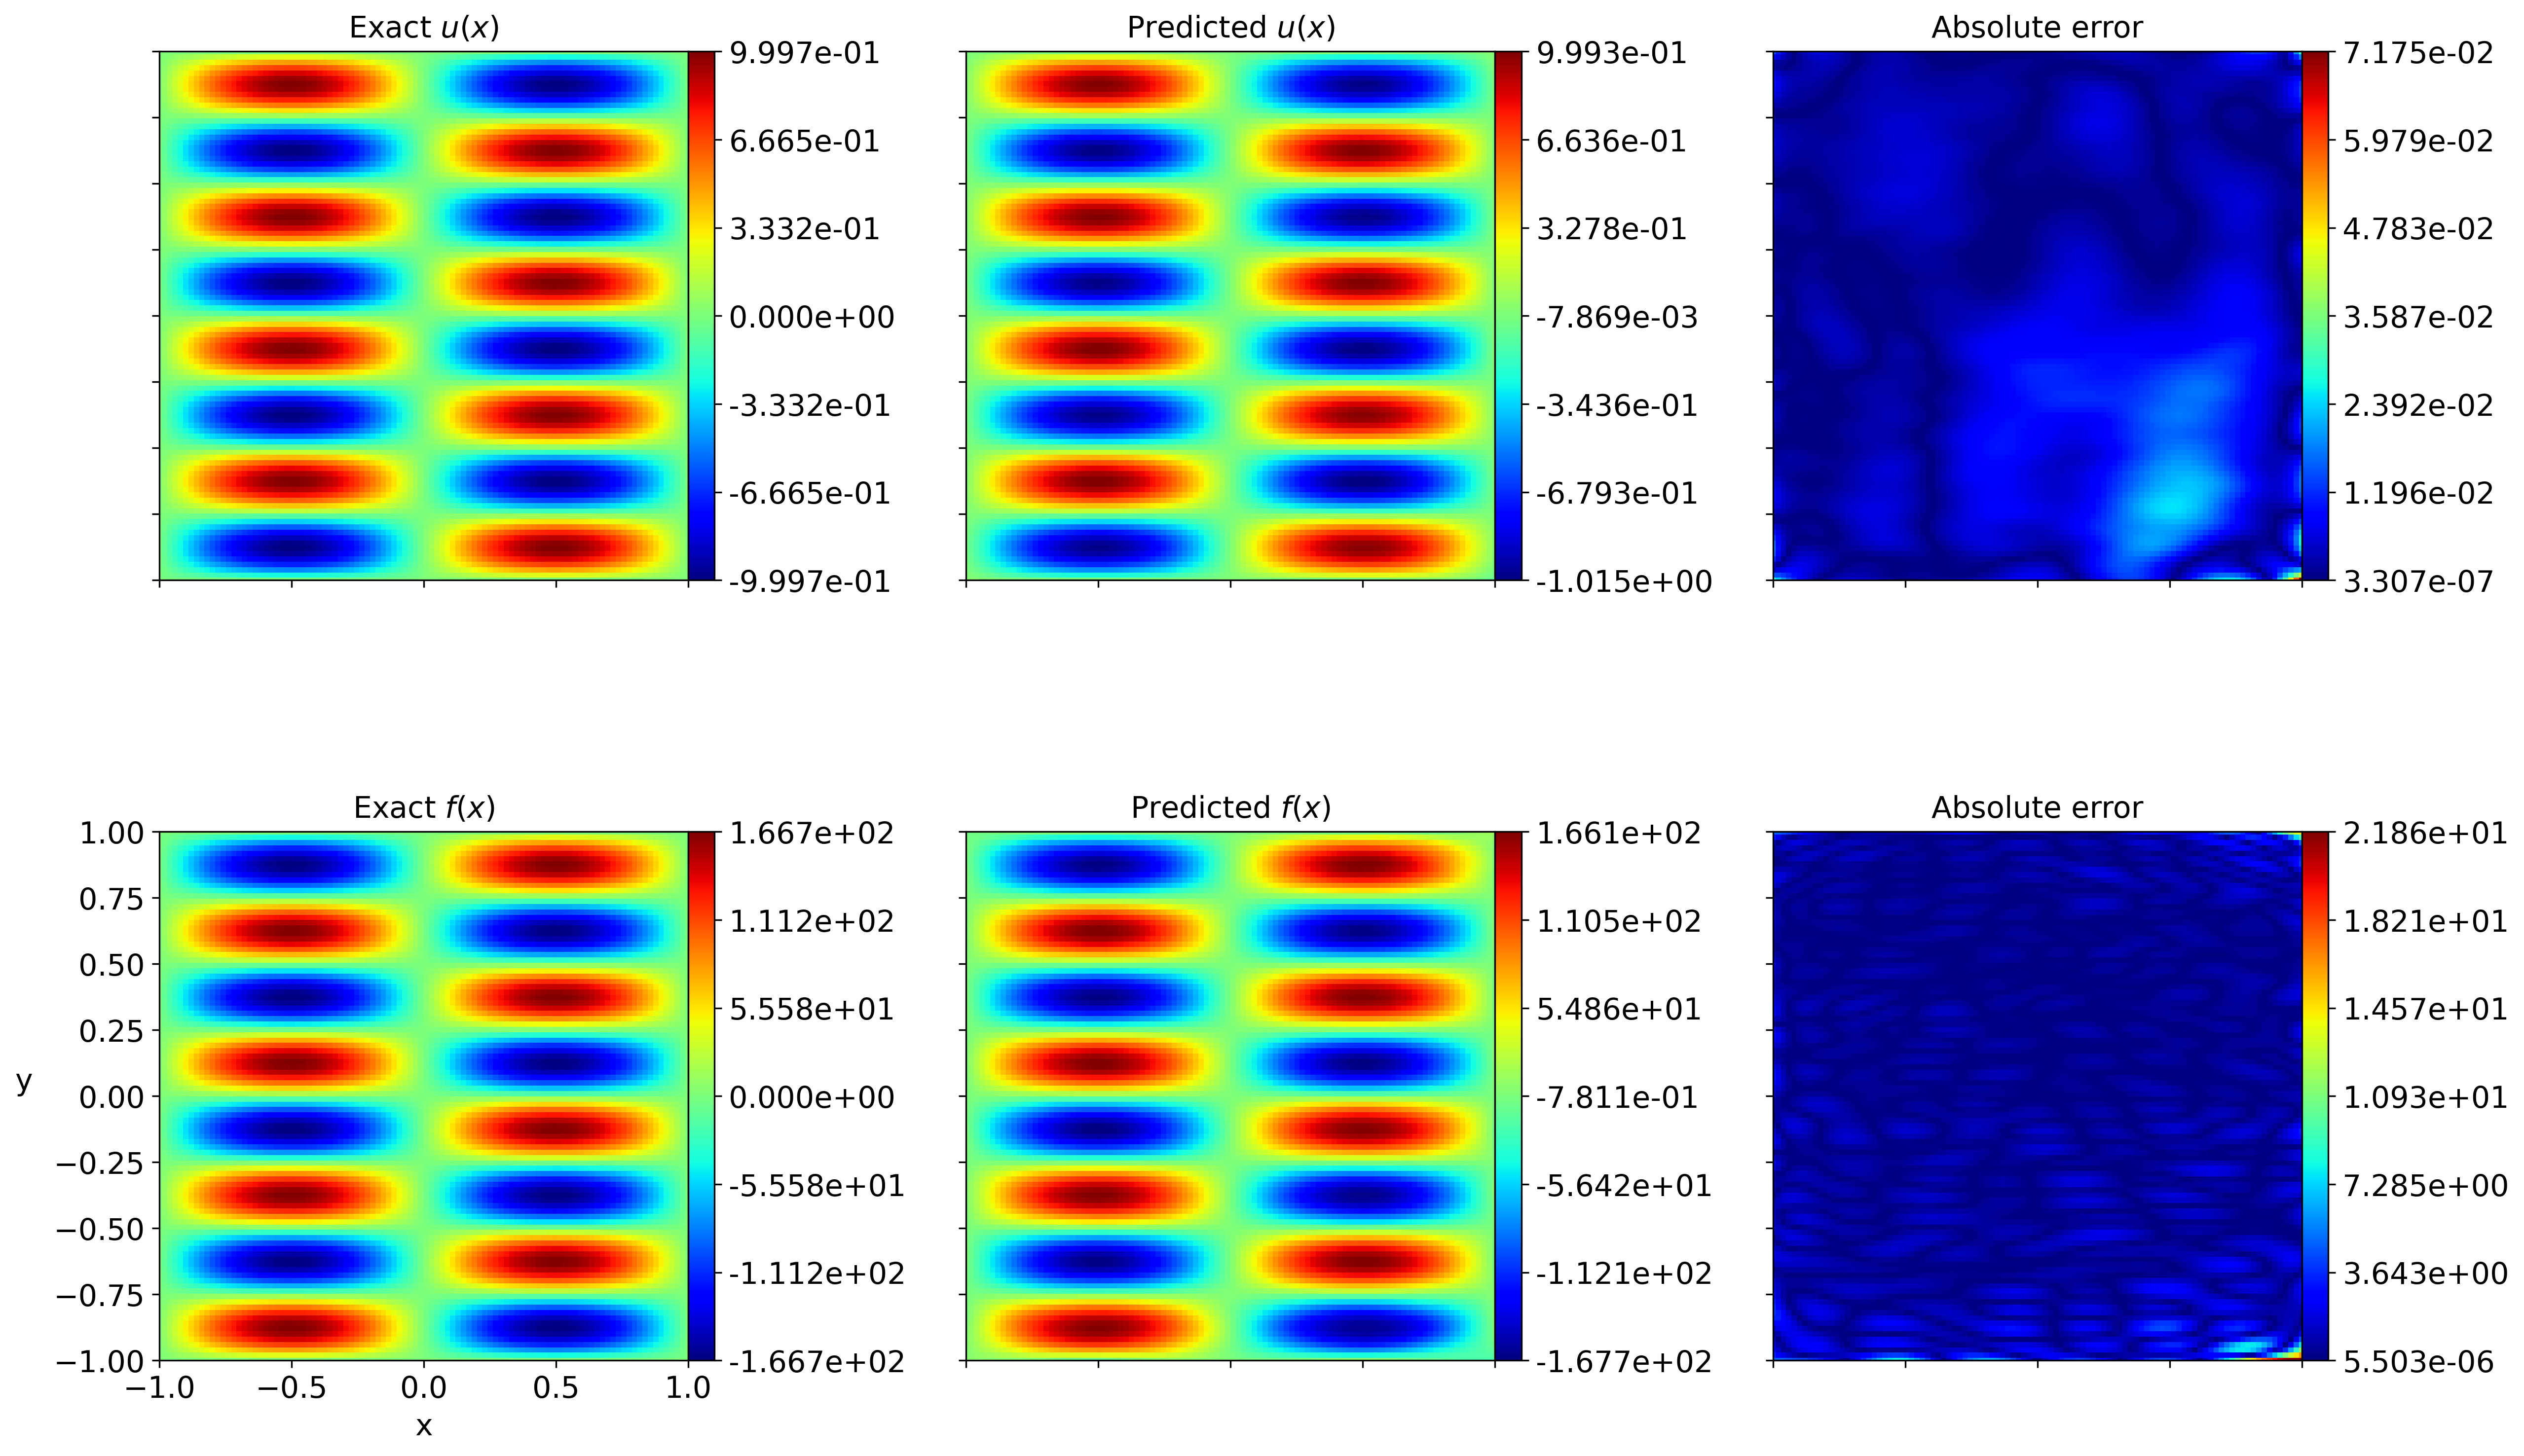 Exact u(x)
9.997e-01
6.665e-01
3.332e-01
0.000e+00
-3.332e-01
-6.665e-01
-9.997e-01
Predicted u(x)
9.993e-01
6.636e-01
3.278e-01
-7.869e-03
-3.436e-01
-6.793e-01
-1.015e+00
Absolute error
7.175e-02
5.979e-02
4.783e-02
3.587e-02
2.392e-02
1.196e-02
3.307e-07
Exact f(x)
y
1.00
0.75
0.50
0.25
0.00
−0.25
−0.50
−0.75
−1.00
−1.0 −0.5 0.0 0.5 1.0
x
1.667e+02
1.112e+02
5.558e+01
0.000e+00
-5.558e+01
-1.112e+02
-1.667e+02
Predicted f(x)
1.661e+02
1.105e+02
5.486e+01
-7.811e-01
-5.642e+01
-1.121e+02
-1.677e+02
Absolute error
2.186e+01
1.821e+01
1.457e+01
1.093e+01
7.285e+00
3.643e+00
5.503e-06